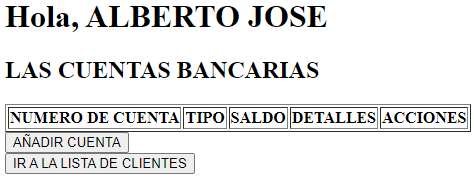 Hola, ALBERTO JOSE
LAS CUENTAS BANCARIAS
NUMERO DE CUENTA TIPO SALDO DETALLES ACCIONES
AÑADIR CUENTA
IR A LA LISTA DE CLIENTES